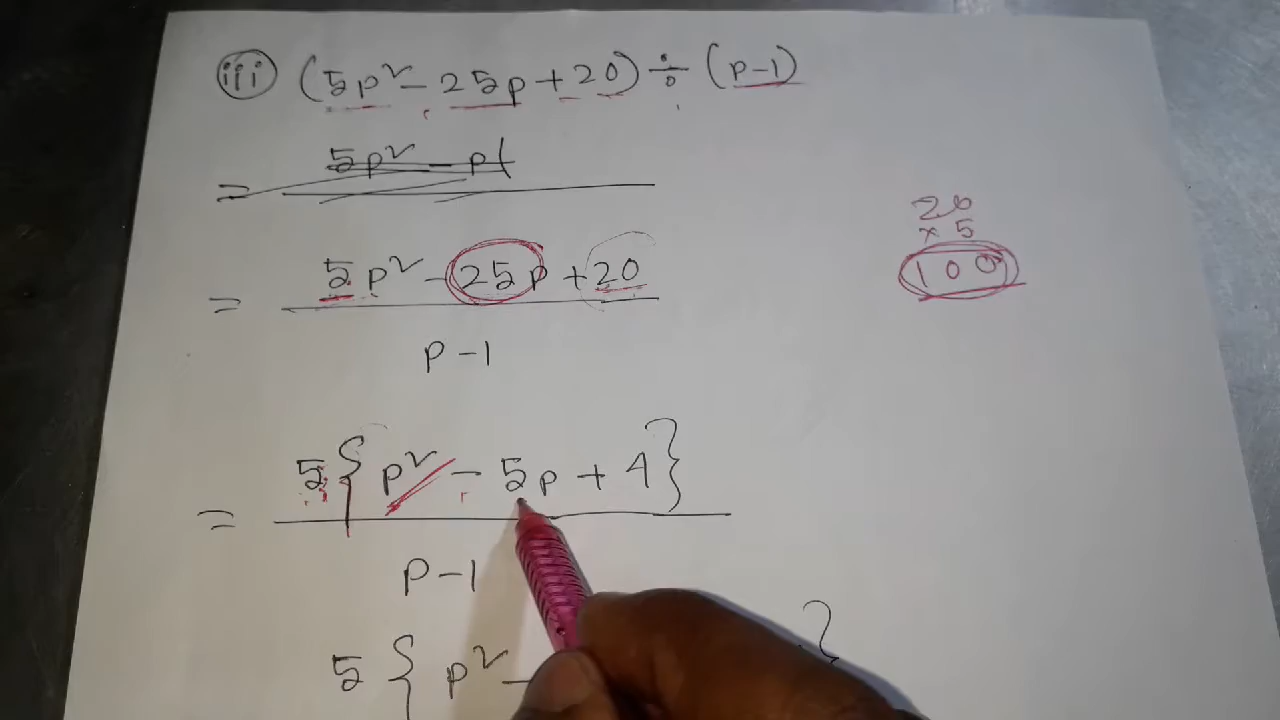 iii (5p² - 25p + 20) ÷ (p-1)
= 5p² - p(
20
× 5
100
= 5p² - 25p + 20
p - 1
= 5{p² - 5p + 4}
p - 1
5{p² - }